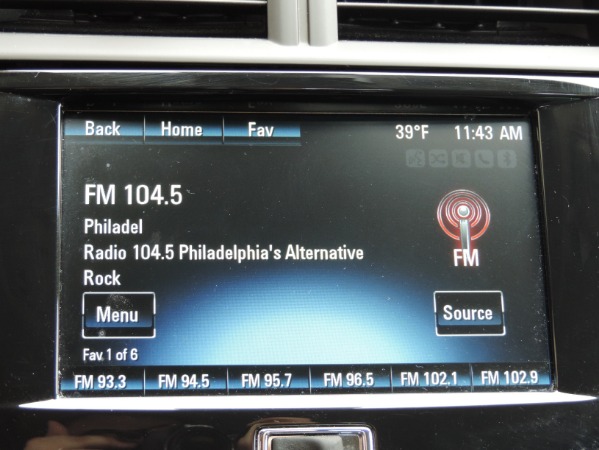 Back Home Fav 39°F 11:43 AM
FM 104.5
Philadel
Radio 104.5 Philadelphia's Alternative
Rock
FM
Menu Source
Fav 1 of 6
FM 93.3 FM 94.5 FM 95.7 FM 96.5 FM 102.1 FM 102.9